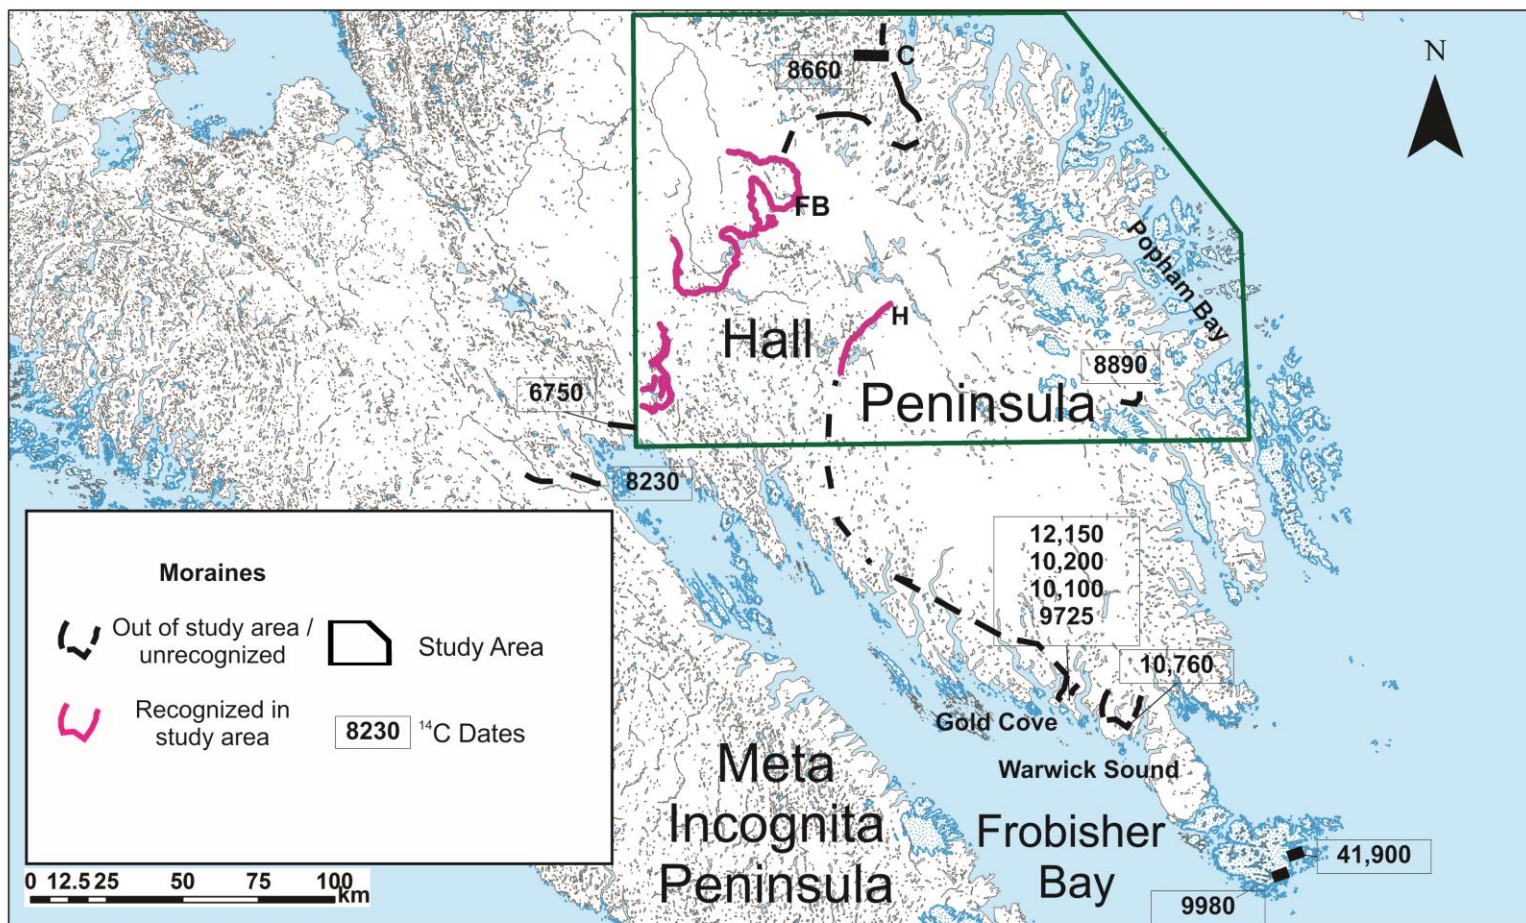 N
C
8660
FB
Popham Bay
H
Hall
Peninsula
8890
6750
8230
12,150
10,200
10,100
9725
10,760
Gold Cove
Warwick Sound
Meta
Incognita
Peninsula
Frobisher
Bay
41,900
9980
Moraines
Out of study area /
unrecognized
Study Area
Recognized in
study area
8230
¹⁴C Dates
0 12.5 25 50 75 100
km